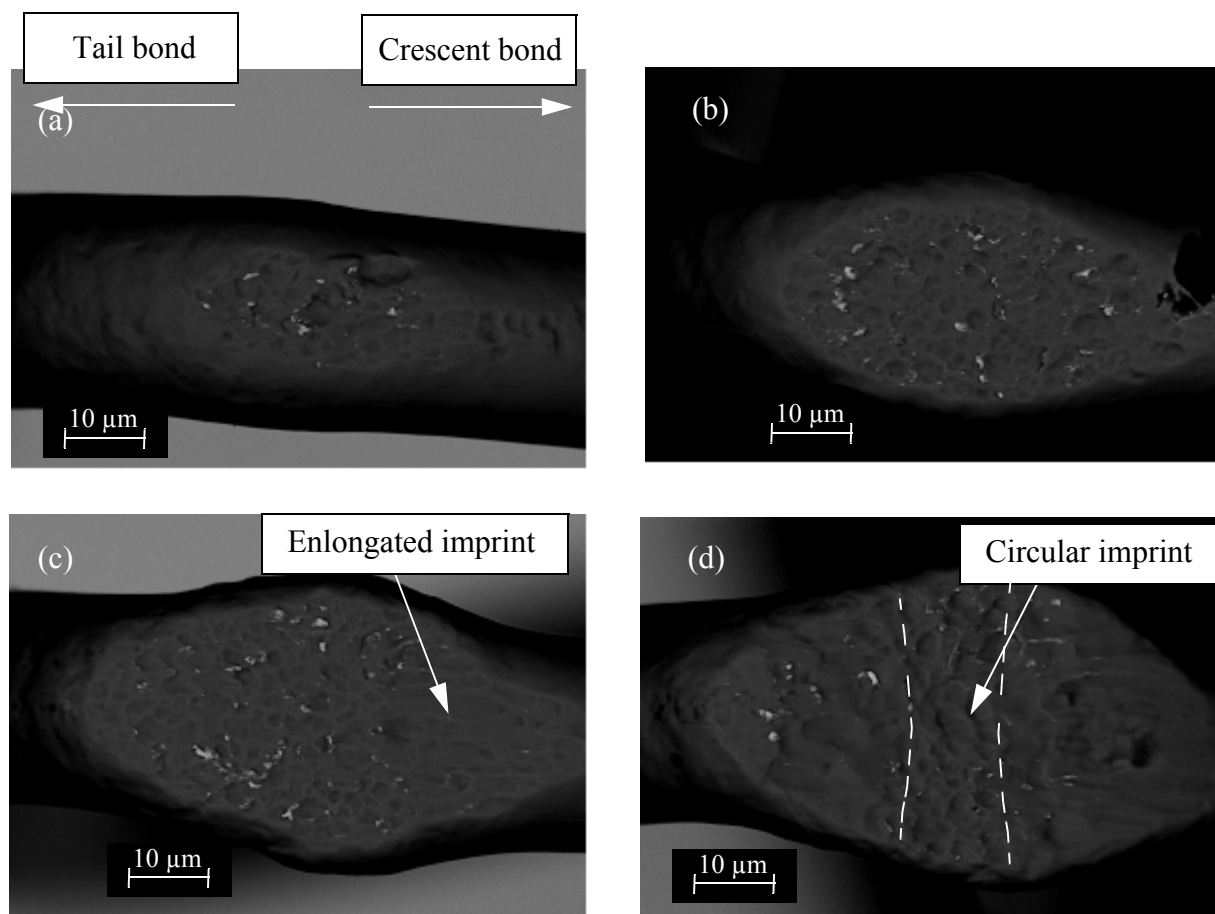 Tail bond
Crescent bond
(a)
(b)
10 µm
10 µm
(c)
Enlongated imprint
(d)
Circular imprint
10 µm
10 µm